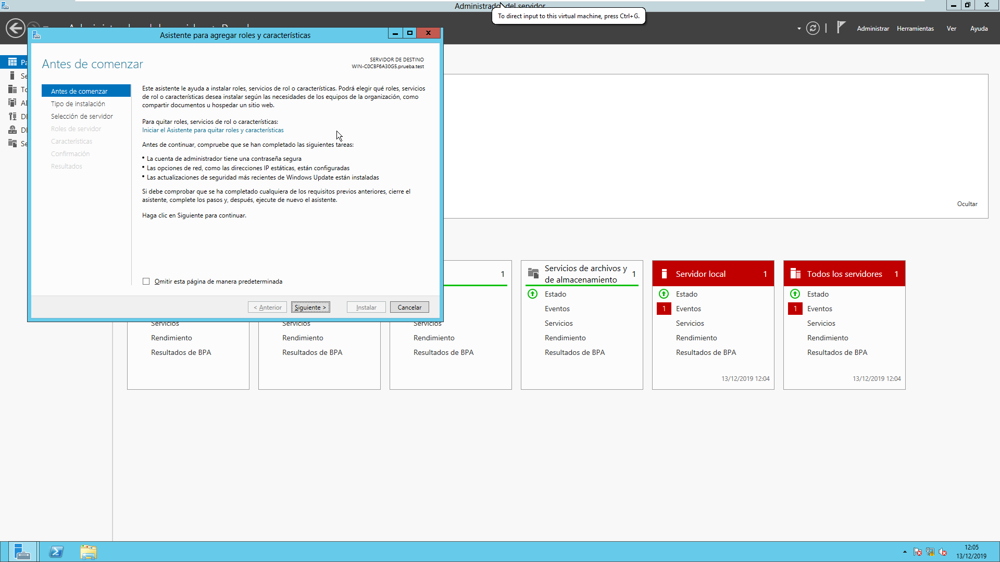 Administrador del servidor
To direct input to this virtual machine, press Ctrl+G.
Administrar
Herramientas
Ver
Ayuda
Asistente para agregar roles y características
Antes de comenzar
SERVIDOR DE DESTINO
WIN-C0CBF6A30G5.prueba.test
Antes de comenzar
Tipo de instalación
Selección de servidor
Roles de servidor
Características
Confirmación
Resultados
Este asistente le ayuda a instalar roles, servicios de rol o características. Podrá elegir qué roles, servicios
de rol o características desea instalar según las necesidades de los equipos de la organización, como
compartir documentos u hospedar un sitio web.
Para quitar roles, servicios de rol o características:
Iniciar el Asistente para quitar roles y características
Antes de continuar, compruebe que se han completado las siguientes tareas:
• La cuenta de administrador tiene una contraseña segura
• Las opciones de red, como las direcciones IP estáticas, están configuradas
• Las actualizaciones de seguridad más recientes de Windows Update están instaladas
Si debe comprobar que se ha completado cualquiera de los requisitos previos anteriores, cierre el
asistente, complete los pasos y, después, ejecute de nuevo el asistente.
Haga clic en Siguiente para continuar.
Omitir esta página de manera predeterminada
< Anterior
Siguiente >
Instalar
Cancelar
Ocultar
Servicios
Rendimiento
Resultados de BPA
Servicios
Rendimiento
Resultados de BPA
1
Servicios
Rendimiento
Resultados de BPA
Servicios de archivos y
de almacenamiento
1
Estado
Eventos
Servicios
Rendimiento
Resultados de BPA
Servidor local
1
Estado
1 Eventos
Servicios
Rendimiento
Resultados de BPA
13/12/2019 12:04
Todos los servidores
1
Estado
1 Eventos
Servicios
Rendimiento
Resultados de BPA
13/12/2019 12:04
12:05
13/12/2019